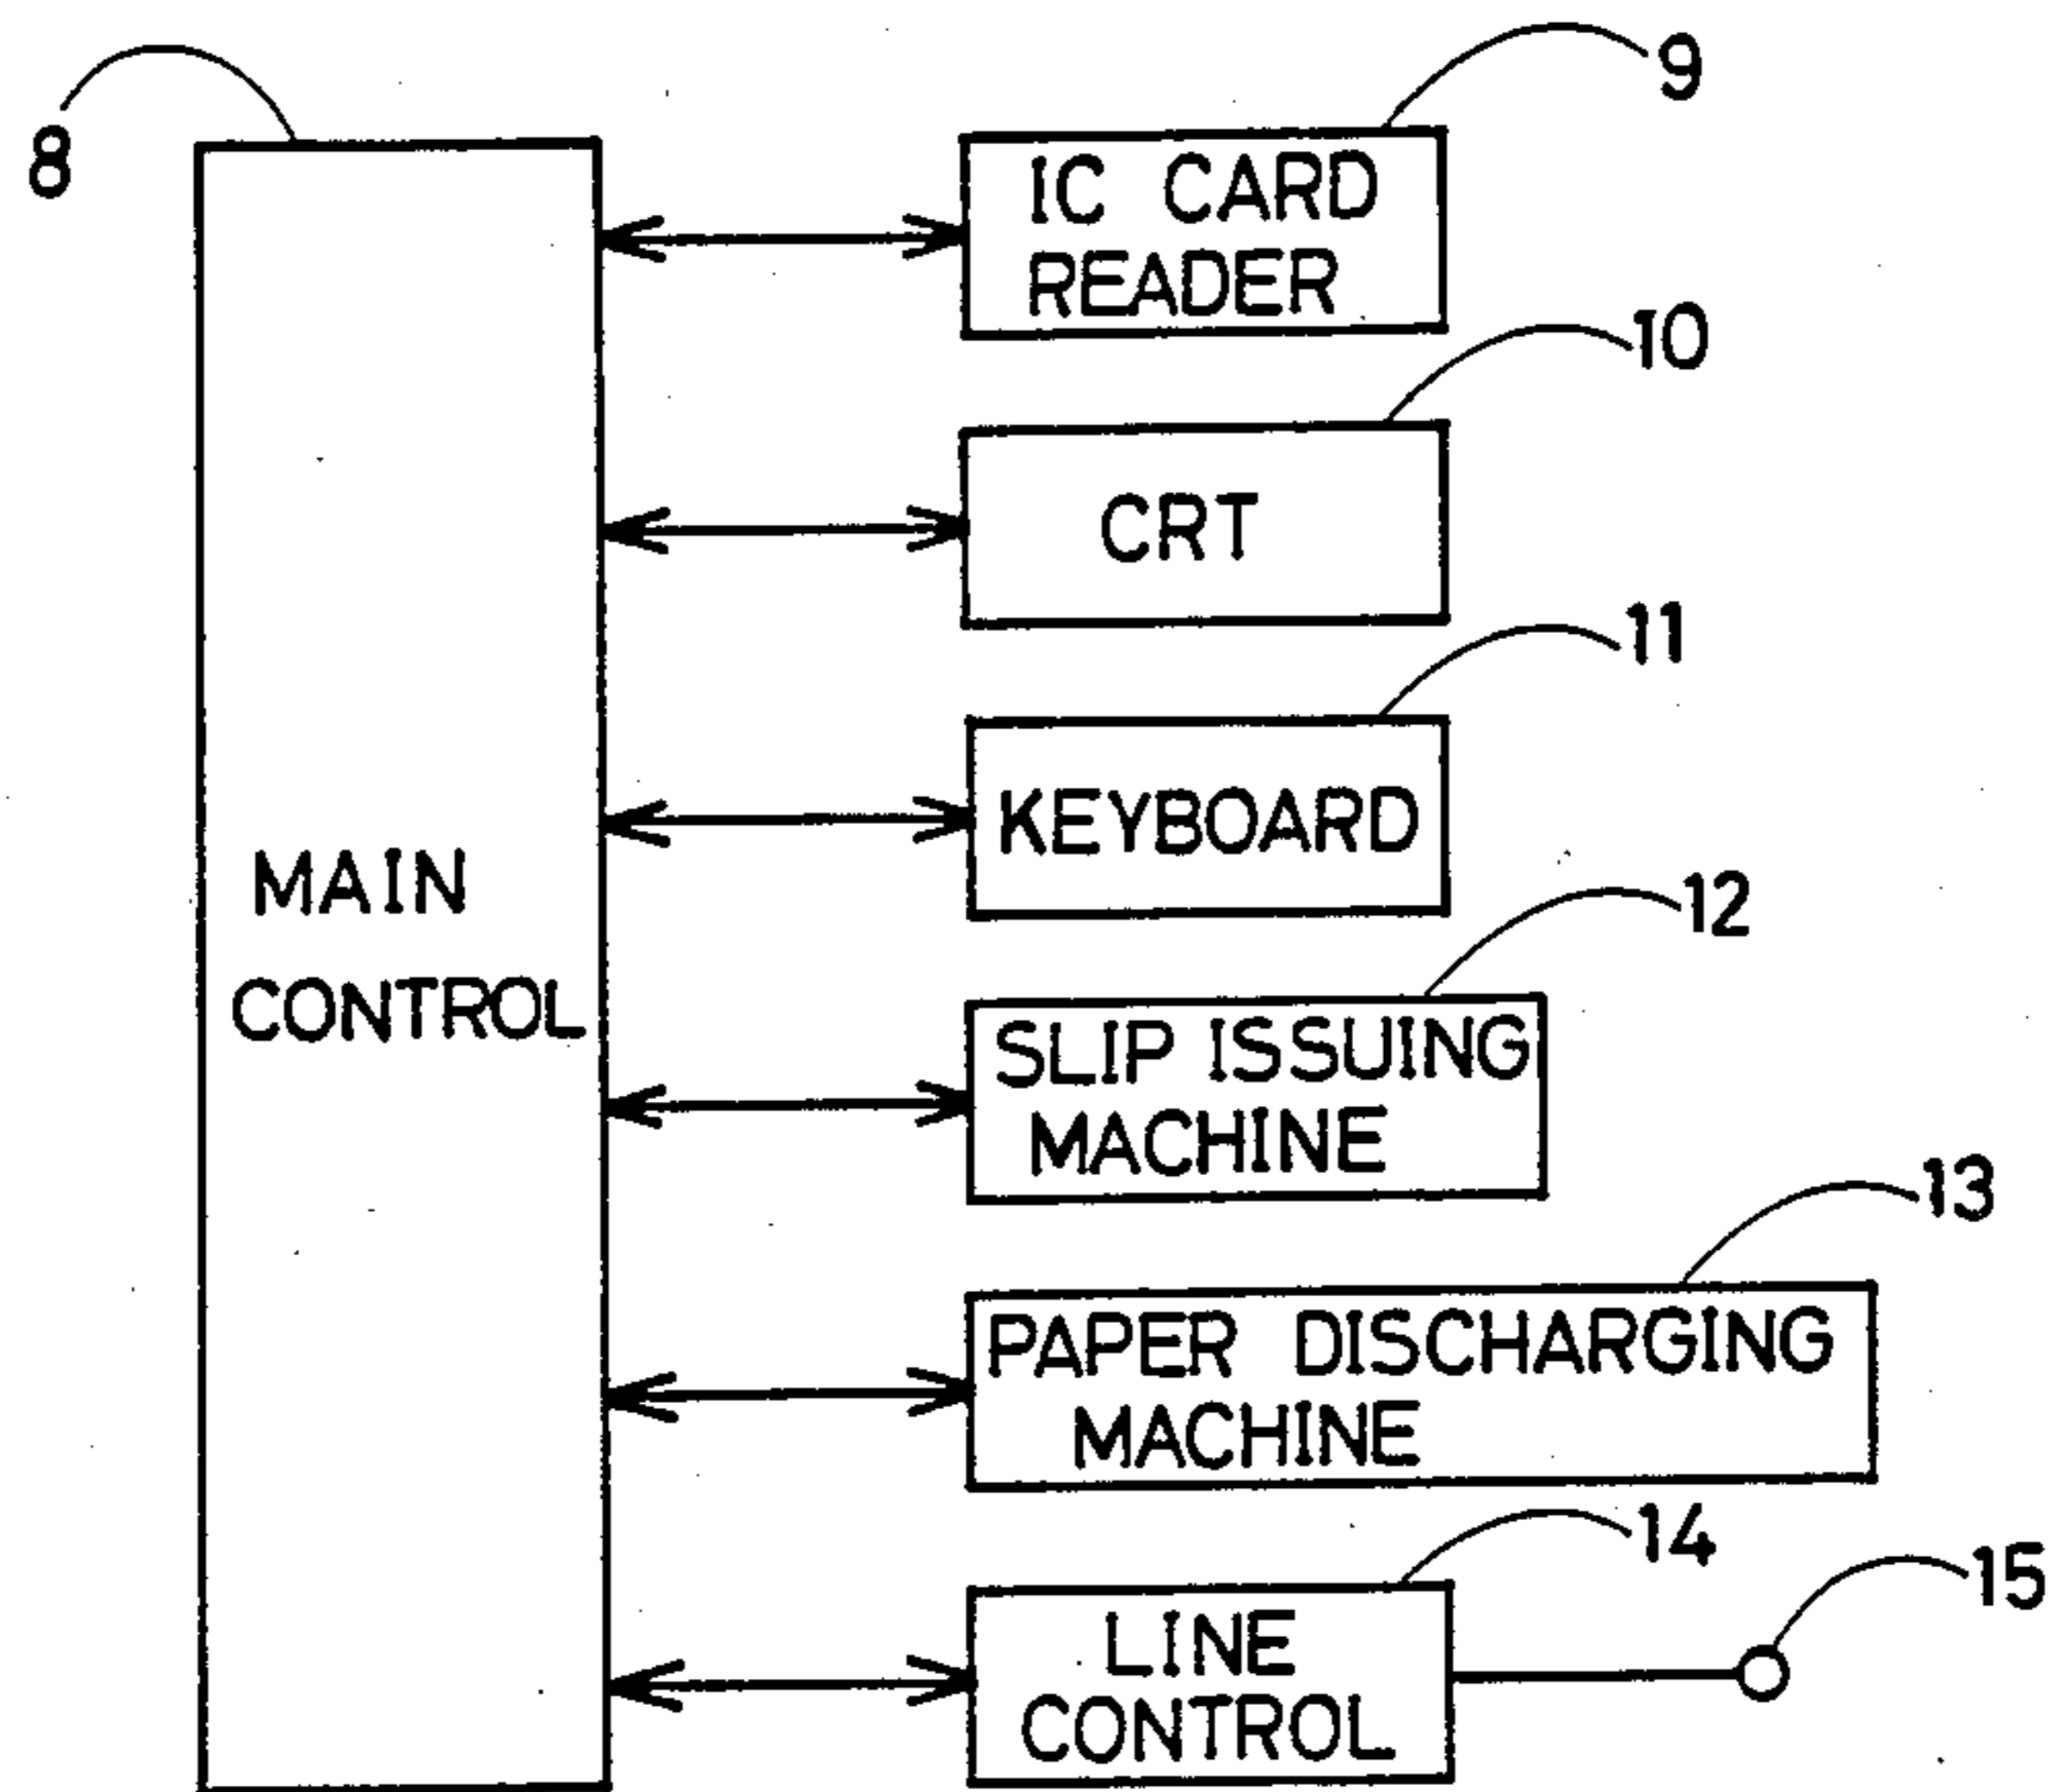 8
9
IC CARD
READER
10
CRT
11
KEYBOARD
MAIN
CONTROL
12
SLIP ISSUING
MACHINE
13
PAPER DISCHARGING
MACHINE
14
15
LINE
CONTROL